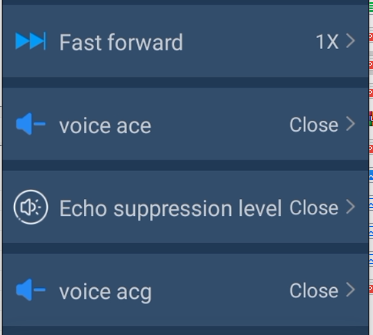 Fast forward 1X >
voice ace Close >
Echo suppression level Close >
voice acg Close >